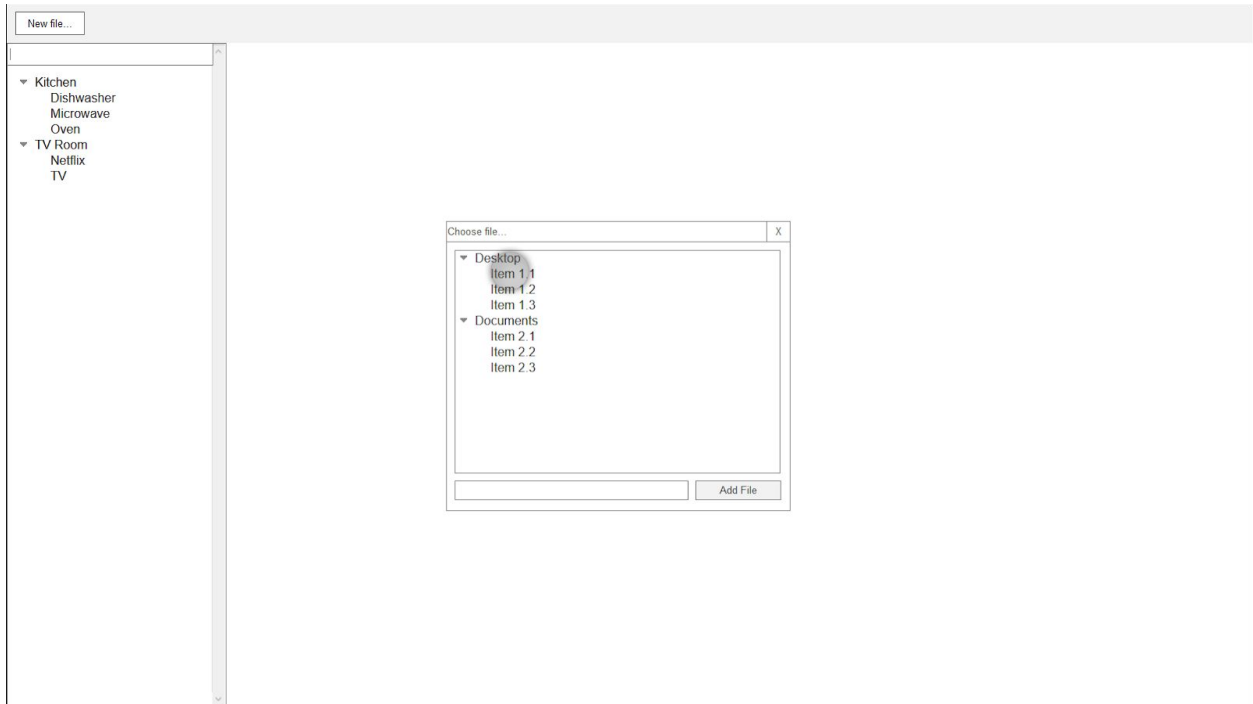 New file...
Kitchen
Dishwasher
Microwave
Oven
TV Room
Netflix
TV
Choose file...
X
Desktop
Item 1.1
Item 1.2
Item 1.3
Documents
Item 2.1
Item 2.2
Item 2.3
Add File